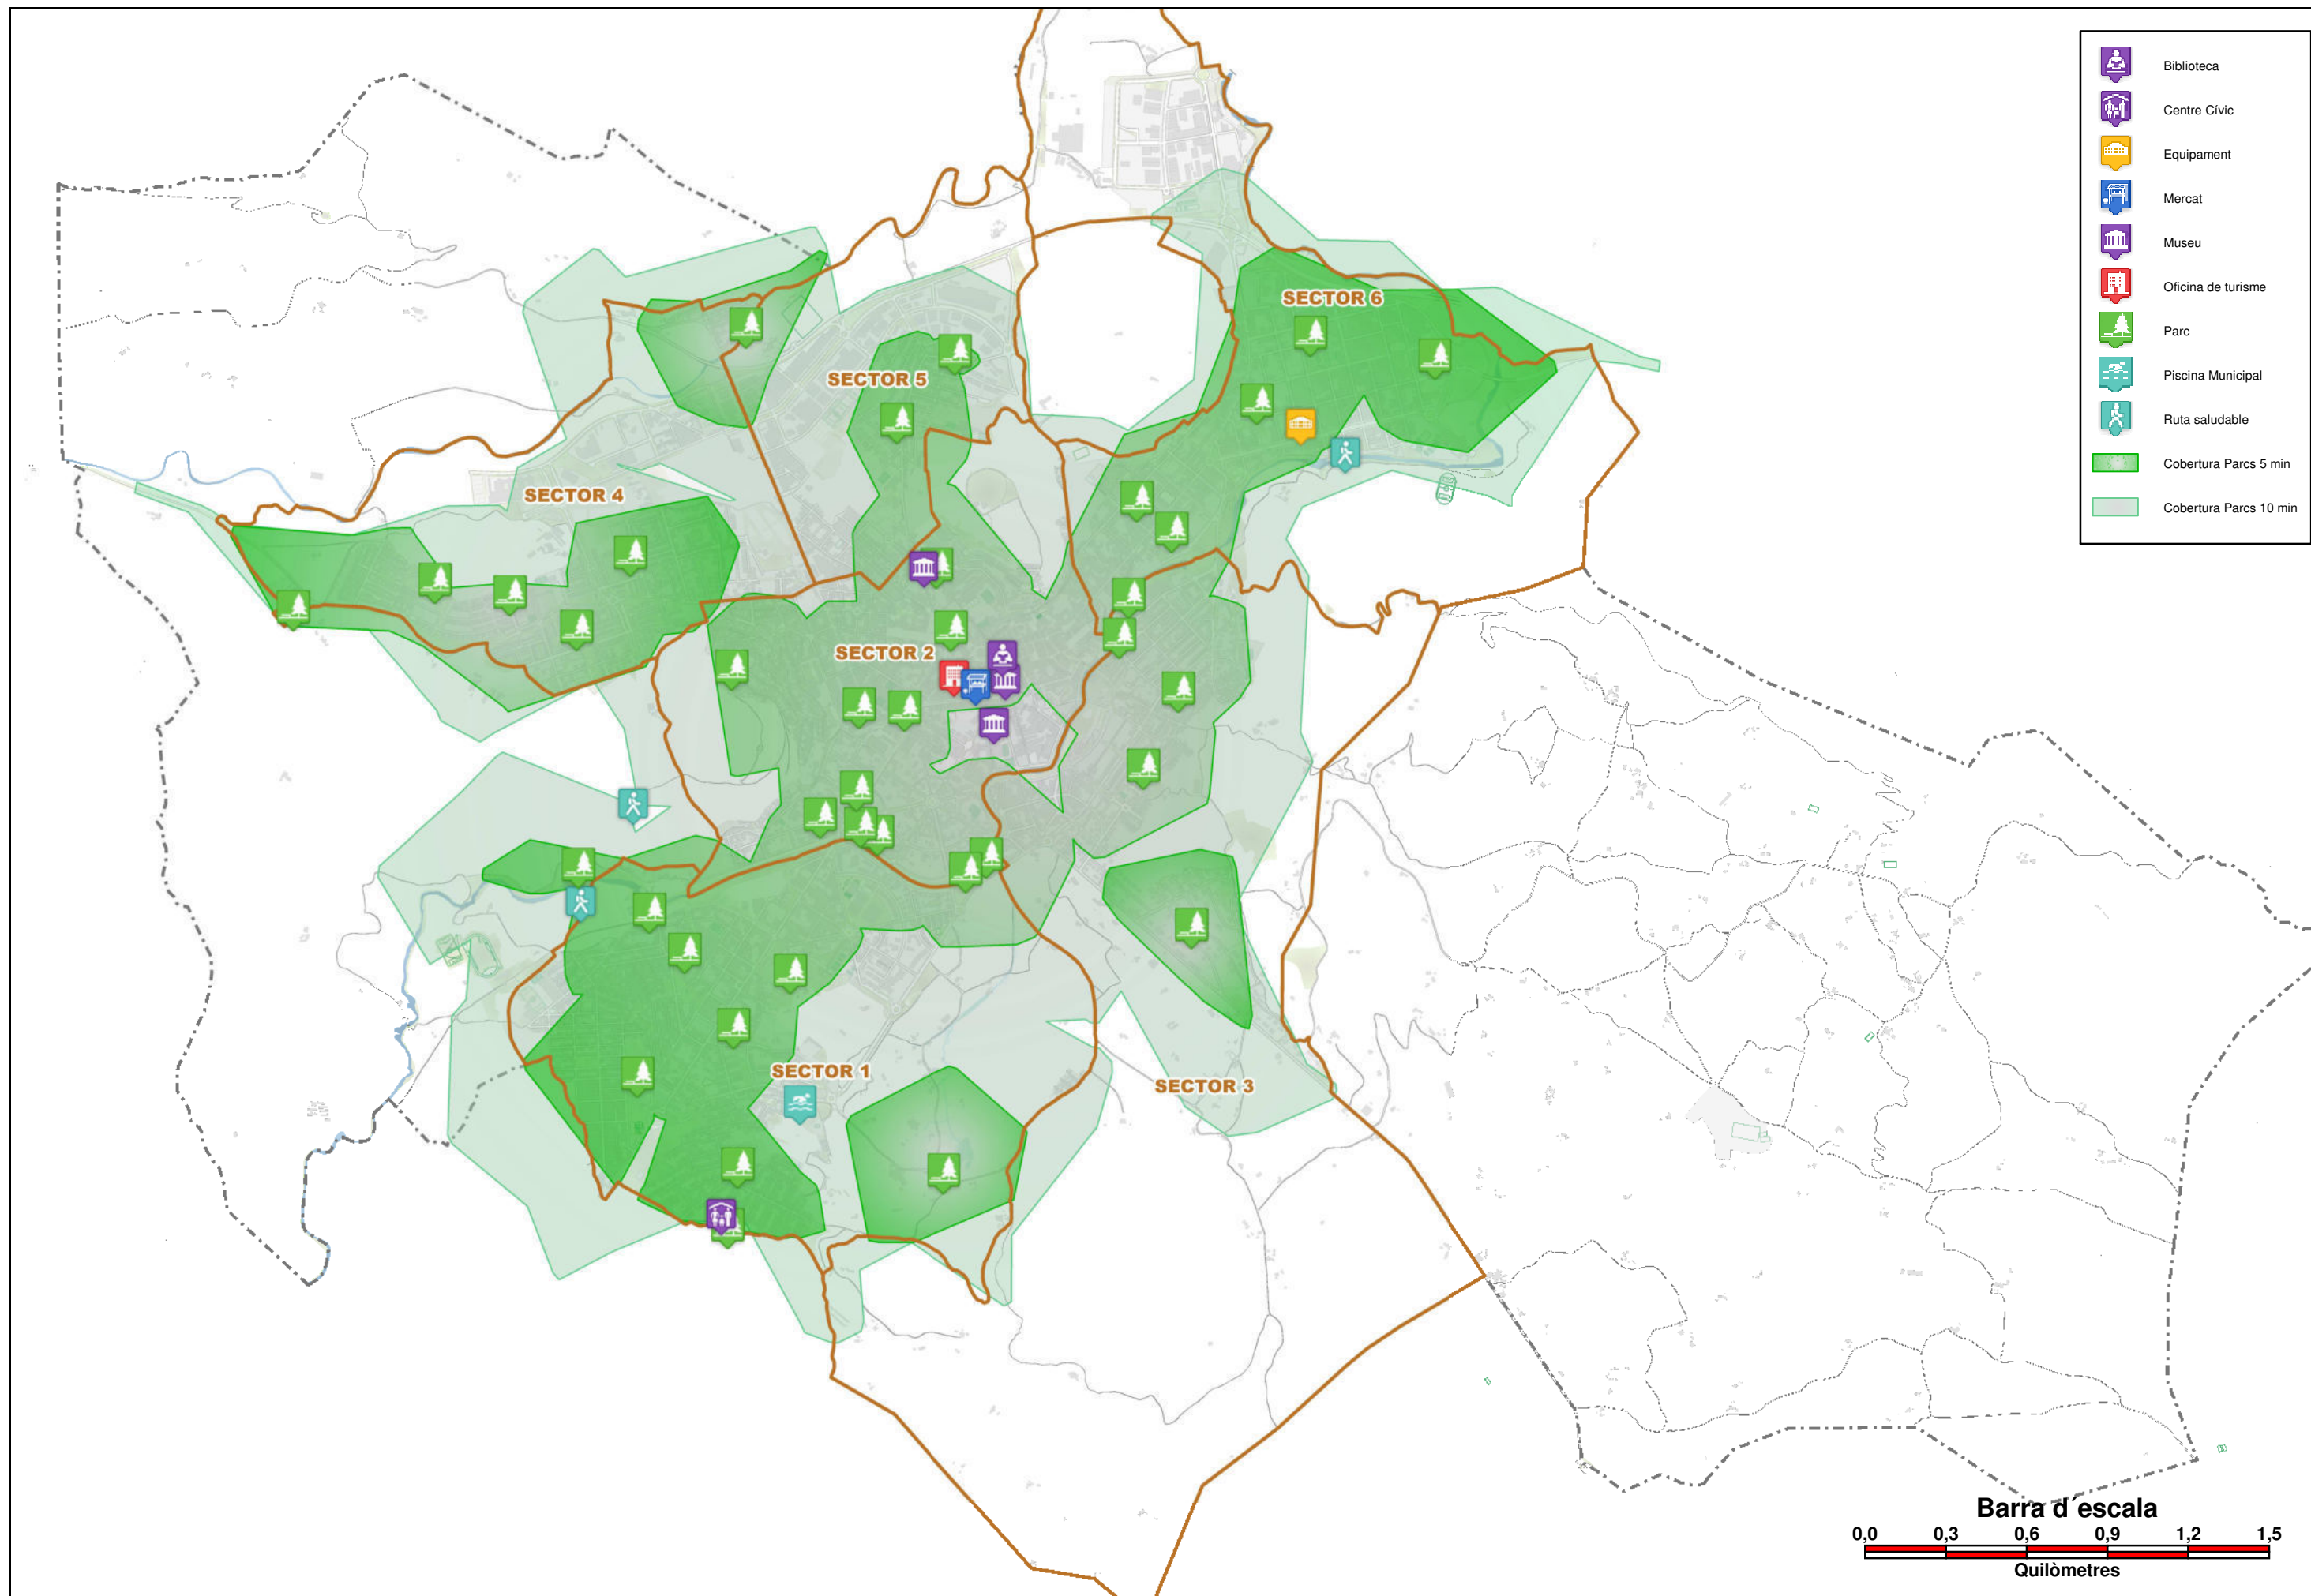 Biblioteca
Centre Cívic
Equipament
Mercat
Museu
Oficina de turisme
Parc
Piscina Municipal
Ruta saludable
Cobertura Parcs 5 min
Cobertura Parcs 10 min
SECTOR 6
SECTOR 5
SECTOR 4
SECTOR 2
SECTOR 1
SECTOR 3
Barra d´escala
0,0 0,3 0,6 0,9 1,2 1,5
Quilòmetres